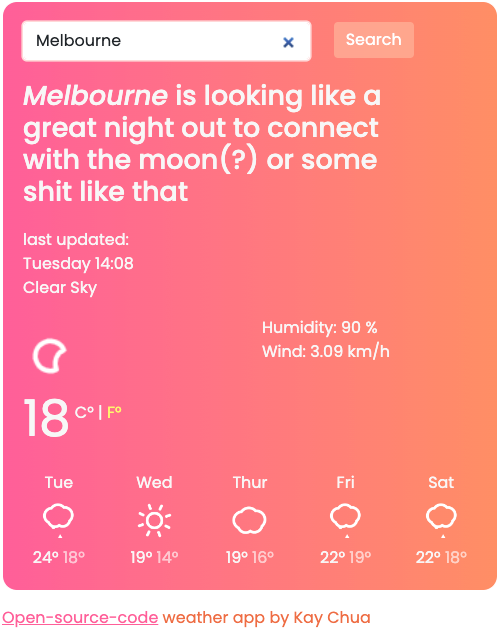 Melbourne
Search
Melbourne is looking like a
great night out to connect
with the moon(?) or some
shit like that
last updated:
Tuesday 14:08
Clear Sky
Humidity: 90 %
Wind: 3.09 km/h
18 C° | F°
Tue Wed Thur Fri Sat
24° 18° 19° 14° 19° 16° 22° 19° 22° 18°
Open-source-code weather app by Kay Chua